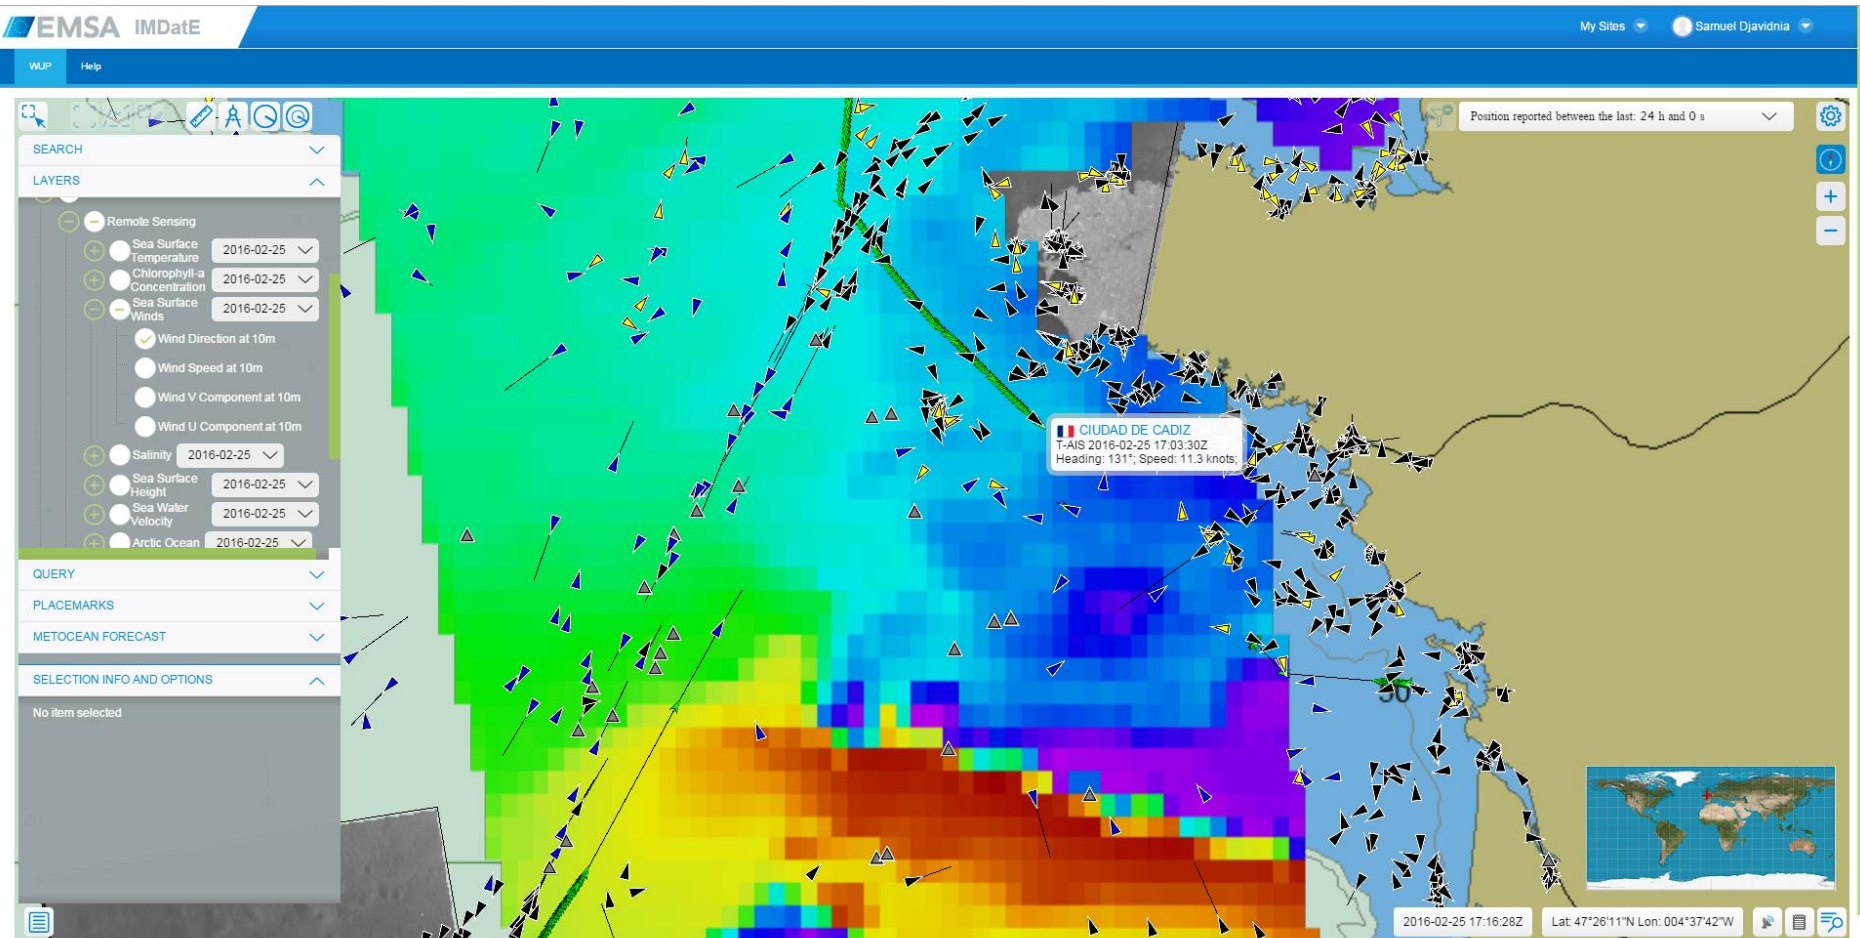 EMSA IMDatE
My Sites
Samuel Djavidnia
WUP
Help
Position reported between the last: 24 h and 0 s
SEARCH
LAYERS
Remote Sensing
Sea Surface
Temperature
2016-02-25
Chlorophyll-a
Concentration
2016-02-25
Sea Surface
Winds
2016-02-25
Wind Direction at 10m
Wind Speed at 10m
Wind V Component at 10m
Wind U Component at 10m
Salinity
2016-02-25
Sea Surface
Height
2016-02-25
Sea Water
Velocity
2016-02-25
Arctic Ocean
2016-02-25
QUERY
PLACEMARKS
METOCEAN FORECAST
SELECTION INFO AND OPTIONS
No item selected
CIUDAD DE CADIZ
T-AIS 2016-02-25 17:03:30Z
Heading: 131°; Speed: 11.3 knots;
2016-02-25 17:16:28Z
Lat: 47°26'11"N Lon: 004°37'42"W